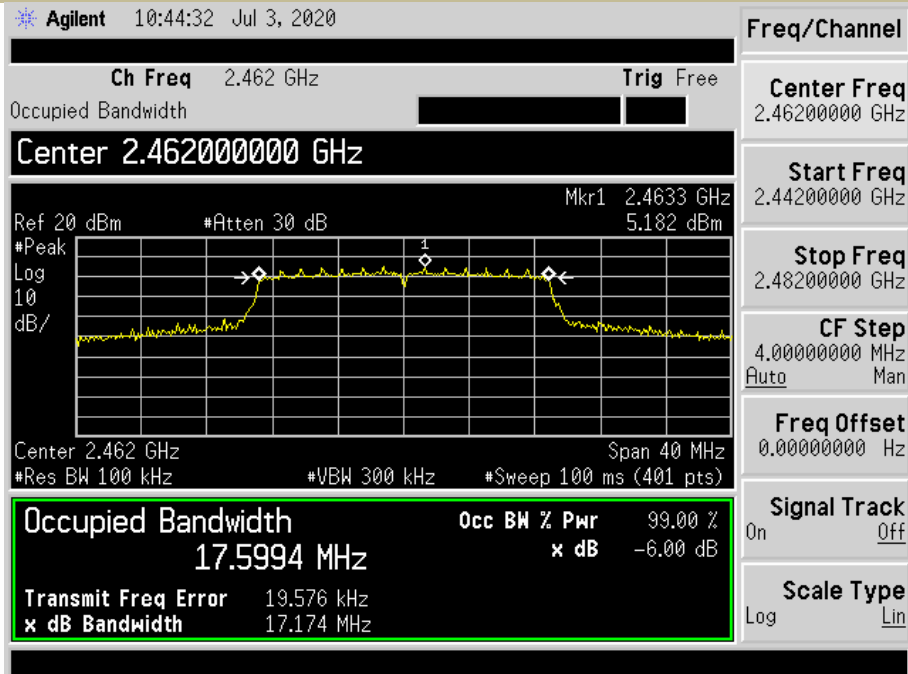 Agilent 10:44:32 Jul 3, 2020
Freq/Channel
Ch Freq 2.462 GHz Trig Free
Occupied Bandwidth
Center 2.462000000 GHz
Mkr1 2.4633 GHz
Ref 20 dBm #Atten 30 dB 5.182 dBm
#Peak
Log
10
dB/
1
Center 2.462 GHz Span 40 MHz
#Res BW 100 kHz #VBW 300 kHz #Sweep 100 ms (401 pts)
Occupied Bandwidth Occ BW % Pwr 99.00 %
17.5994 MHz x dB -6.00 dB
Transmit Freq Error 19.576 kHz
x dB Bandwidth 17.174 MHz
Center Freq
2.46200000 GHz
Start Freq
2.44200000 GHz
Stop Freq
2.48200000 GHz
CF Step
4.00000000 MHz
Auto Man
Freq Offset
0.00000000 Hz
Signal Track
On Off
Scale Type
Log Lin